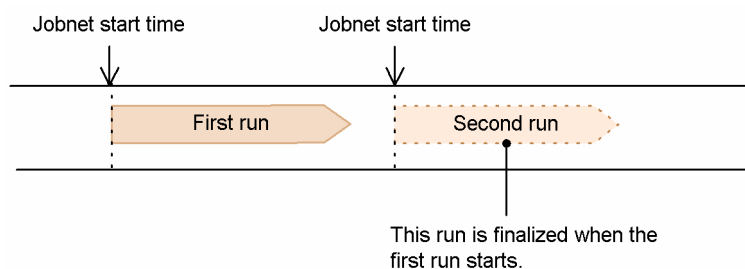 Jobnet start time
Jobnet start time
First run
Second run
This run is finalized when the
first run starts.